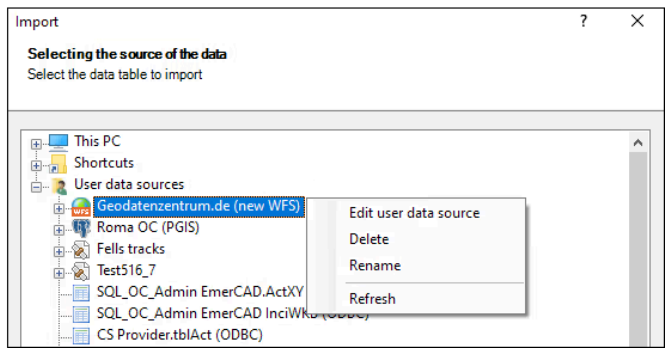 Import ?
Selecting the source of the data
Select the data table to import
This PC
Shortcuts
User data sources
WFS Geodatenzentrum.de (new WFS)
Edit user data source
Roma OC (PGIS)
Delete
Fells tracks
Rename
Test516_7
SQL_OC_Admin EmerCAD.ActXY
Refresh
SQL_OC_Admin EmerCAD InciWKB (ODBC)
CS Provider.tblAct (ODBC)